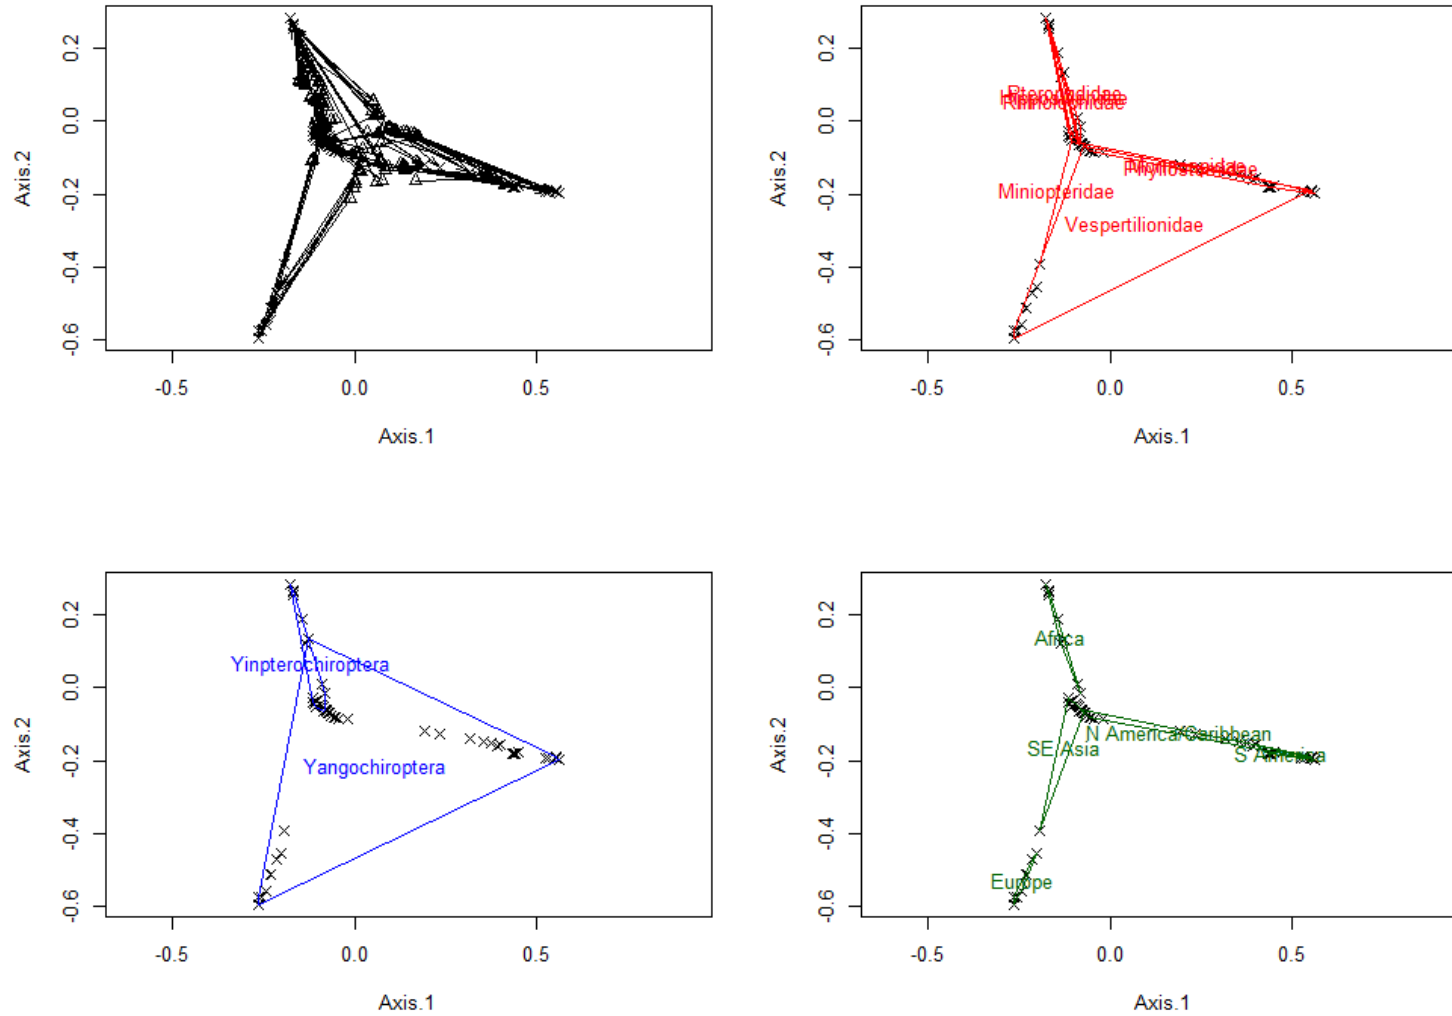 0.2
0.0
-0.2
-0.4
-0.6
Axis.2
-0.5 0.0 0.5
Axis.1
0.2
0.0
-0.2
-0.4
-0.6
Axis.2
Pteropodidae
Rhinolophidae
Phyllostomidae
Miniopteridae
Vespertilionidae
-0.5 0.0 0.5
Axis.1
0.2
0.0
-0.2
-0.4
-0.6
Axis.2
Yinpterochiroptera
Yangochiroptera
-0.5 0.0 0.5
Axis.1
0.2
0.0
-0.2
-0.4
-0.6
Axis.2
Africa
N America/Caribbean
SE Asia
S America
Europe
-0.5 0.0 0.5
Axis.1